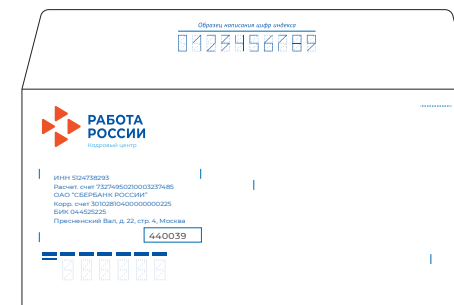 Образец написания цифр индекса
0123456789
РАБОТА
РОССИИ
Кадровый центр
ИНН 5124738293
Расчет. счет 73274950210003237485
ОАО "СБЕРБАНК РОССИИ"
Корр. счет 30102810400000000225
БИК 044525225
Пресненский Вал, д. 22, стр. 4, Москва
440039